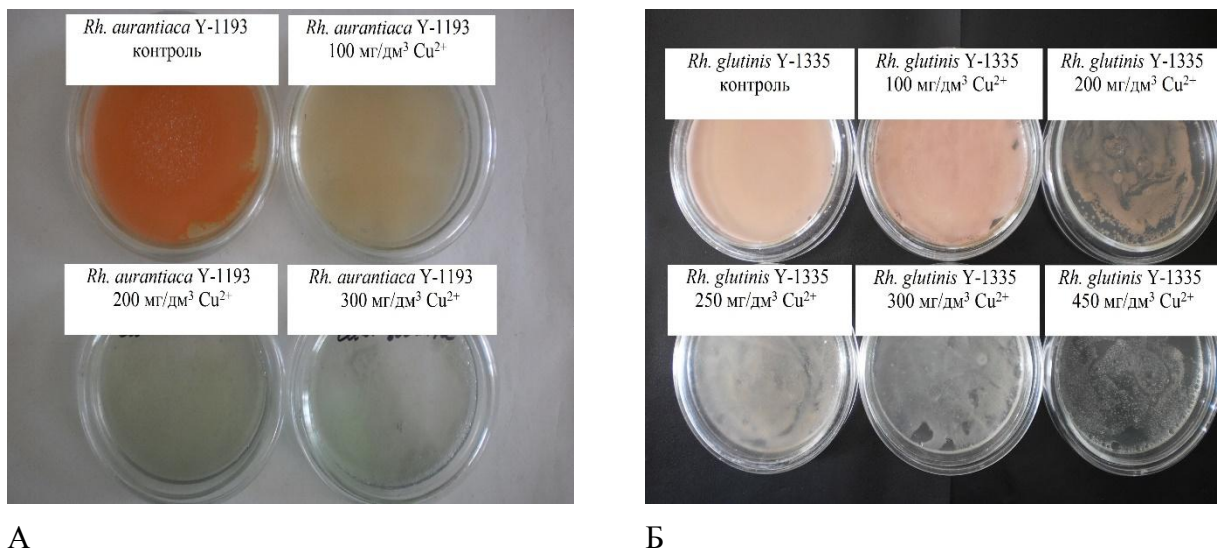 Rh. aurantiaca Y-1193
контроль
Rh. aurantiaca Y-1193
100 мг/дм³ Cu²⁺
Rh. aurantiaca Y-1193
200 мг/дм³ Cu²⁺
Rh. aurantiaca Y-1193
300 мг/дм³ Cu²⁺
А
Rh. glutinis Y-1335
контроль
Rh. glutinis Y-1335
100 мг/дм³ Cu²⁺
Rh. glutinis Y-1335
200 мг/дм³ Cu²⁺
Rh. glutinis Y-1335
250 мг/дм³ Cu²⁺
Rh. glutinis Y-1335
300 мг/дм³ Cu²⁺
Rh. glutinis Y-1335
450 мг/дм³ Cu²⁺
Б